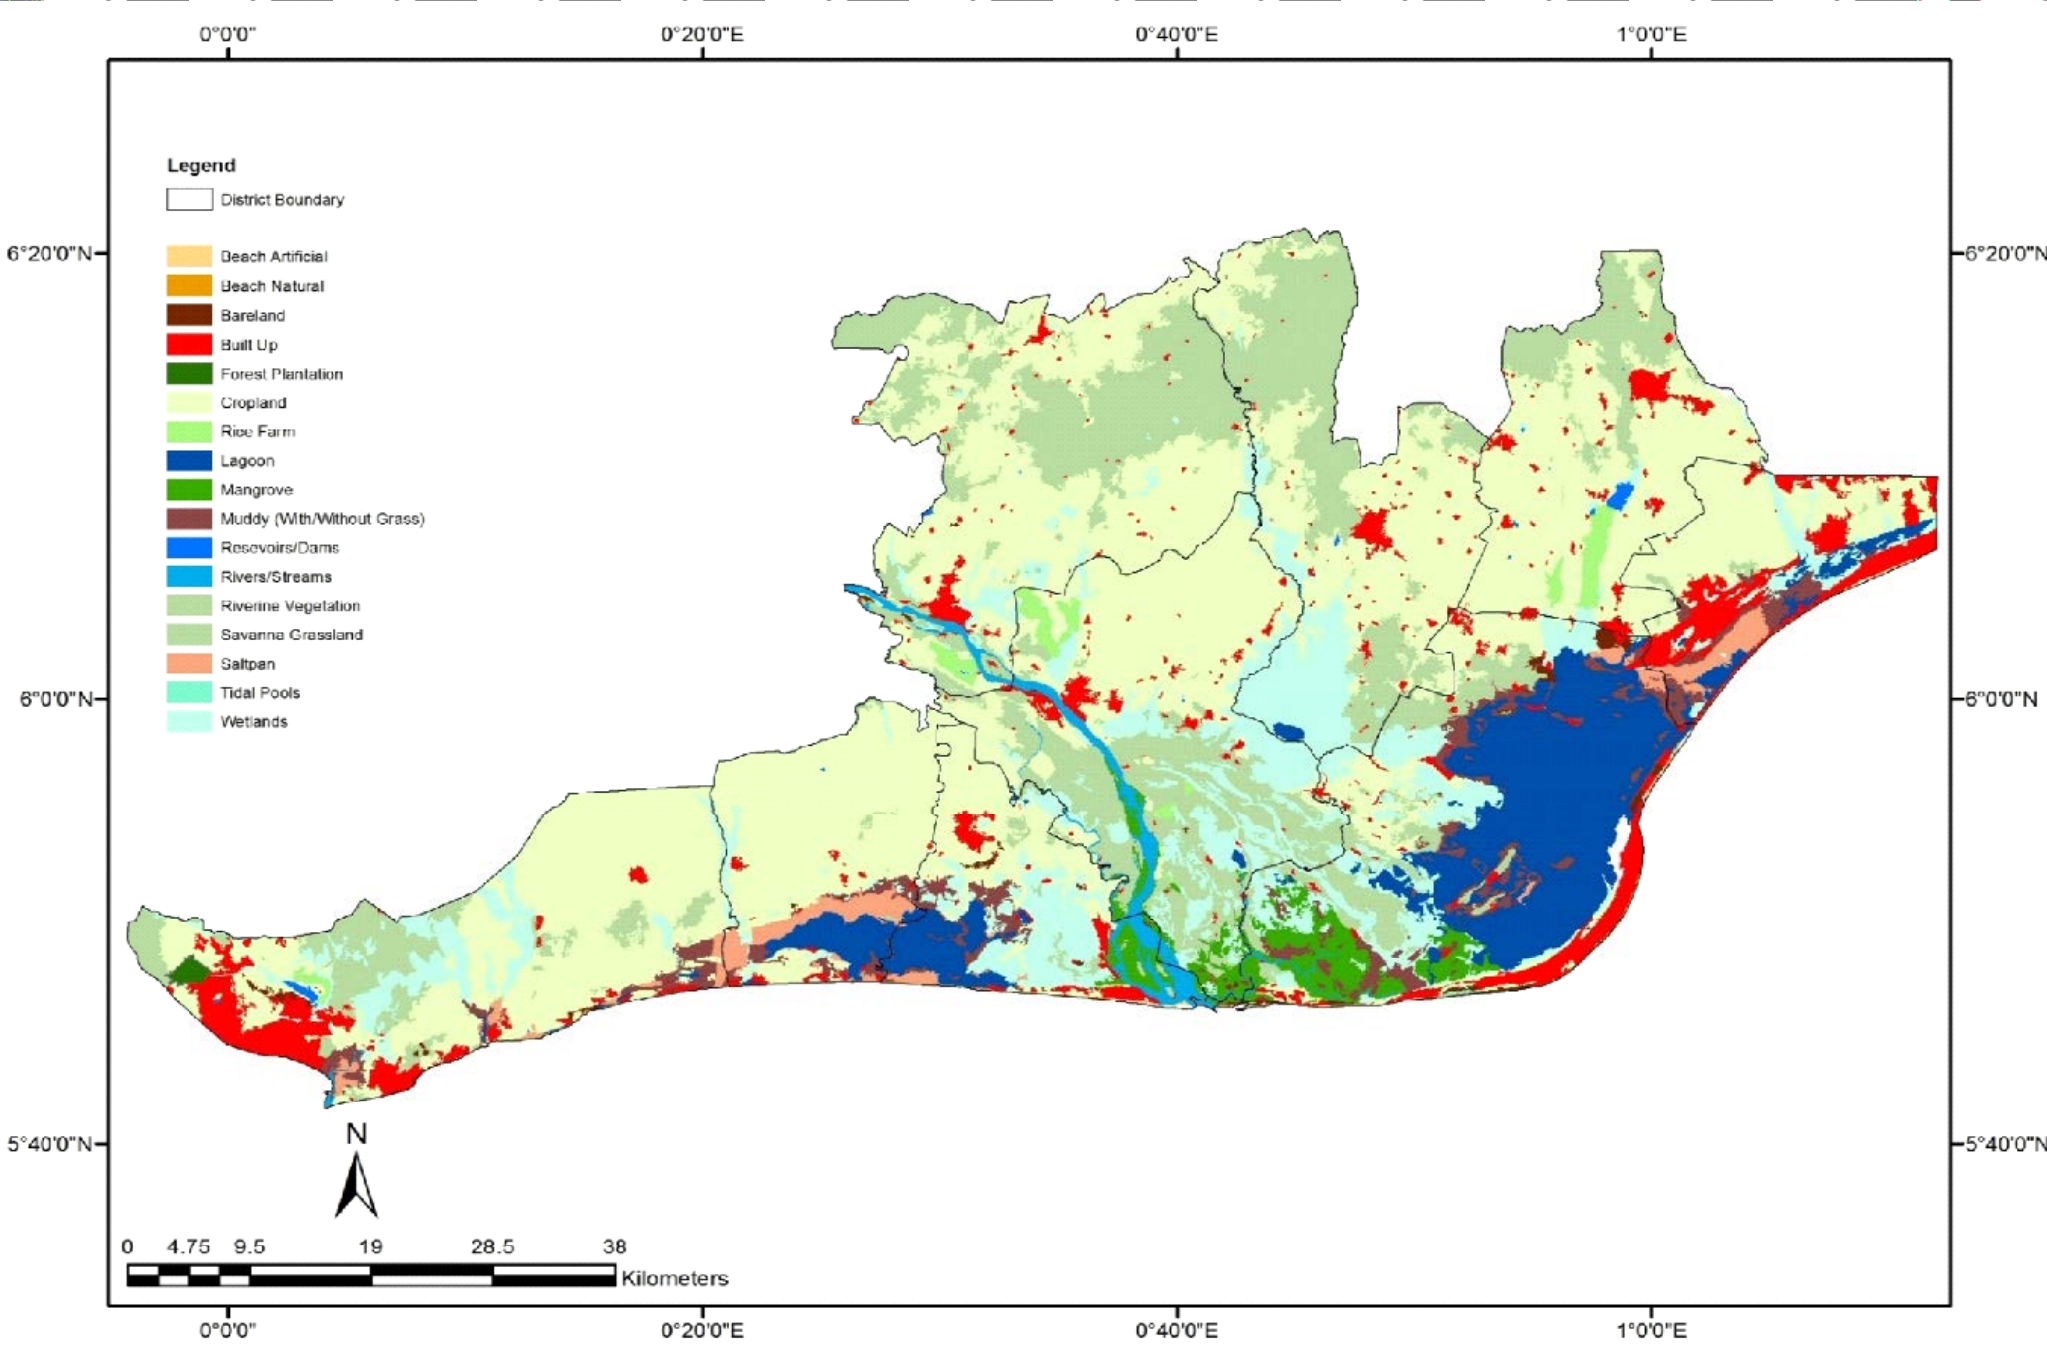 0°0'0" 0°20'0"E 0°40'0"E 1°0'0"E
Legend
District Boundary
6°20'0"N 6°20'0"N
Beach Artificial
Beach Natural
Bareland
Built Up
Forest Plantation
Cropland
Rice Farm
Lagoon
Mangrove
Muddy (With/Without Grass)
Resevoirs/Dams
Rivers/Streams
Riverine Vegetation
Savanna Grassland
Saltpan
Tidal Pools
6°0'0"N 6°0'0"N
Wetlands
5°40'0"N 5°40'0"N
N
0 4.75 9.5 19 28.5 38
Kilometers
0°0'0" 0°20'0"E 0°40'0"E 1°0'0"E